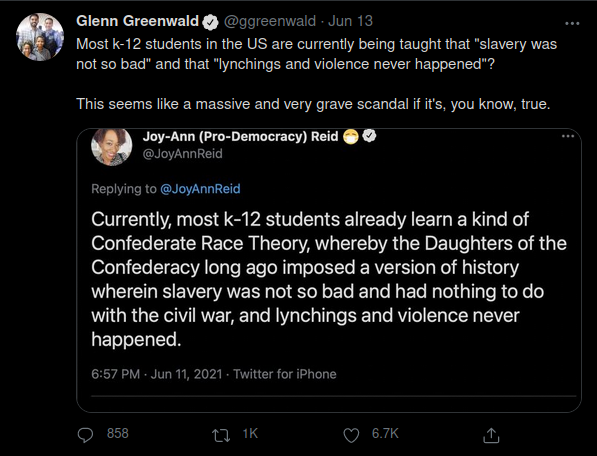 Glenn Greenwald @ggreenwald · Jun 13
Most k-12 students in the US are currently being taught that "slavery was
not so bad" and that "lynchings and violence never happened"?
This seems like a massive and very grave scandal if it's, you know, true.
Joy-Ann (Pro-Democracy) Reid 😷
@JoyAnnReid
Replying to @JoyAnnReid
Currently, most k-12 students already learn a kind of
Confederate Race Theory, whereby the Daughters of the
Confederacy long ago imposed a version of history
wherein slavery was not so bad and had nothing to do
with the civil war, and lynchings and violence never
happened.
6:57 PM · Jun 11, 2021 · Twitter for iPhone
858 1K 6.7K